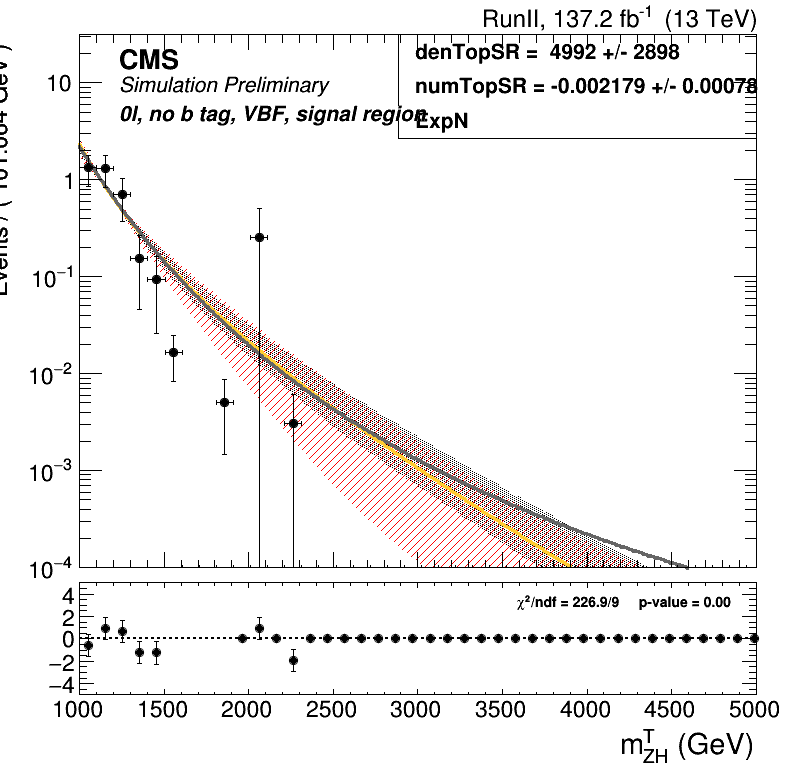 RunII, 137.2 fb-1 (13 TeV)
CMS
Simulation Preliminary
0l, no b tag, VBF, signal region
denTopSR = 4992 +/- 2898
numTopSR = -0.002179 +/- 0.00078
ExpN
10
1
10−1
10−2
10−3
10−4
χ2/ndf = 226.9/9 p-value = 0.00
4
2
0
−2
−4
1000 1500 2000 2500 3000 3500 4000 4500 5000
mTZH (GeV)